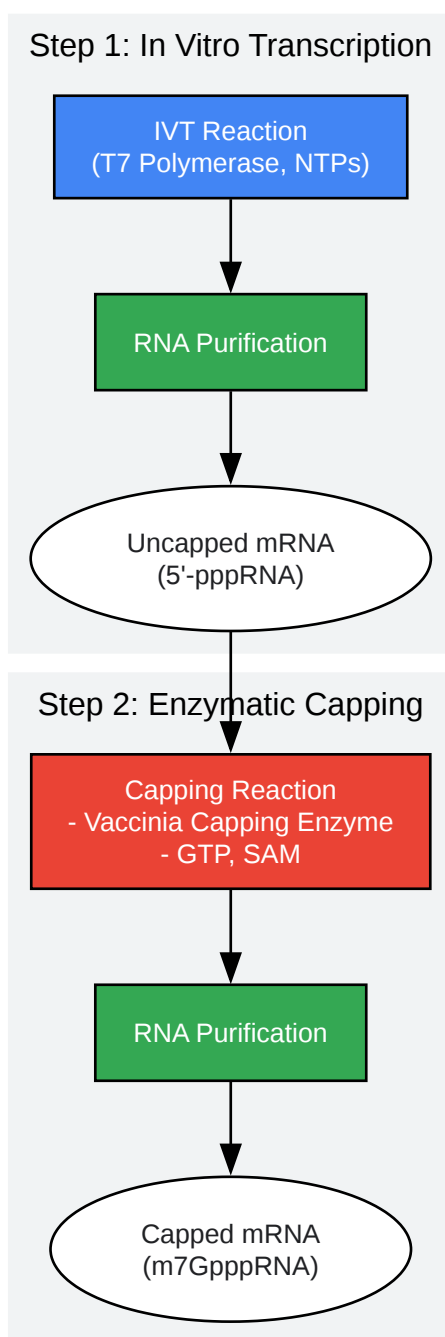 Step 1: In Vitro Transcription
IVT Reaction
(T7 Polymerase, NTPs)
RNA Purification
Uncapped mRNA
(5'-pppRNA)
Step 2: Enzymatic Capping
Capping Reaction
- Vaccinia Capping Enzyme
- GTP, SAM
RNA Purification
Capped mRNA
(m7GpppRNA)